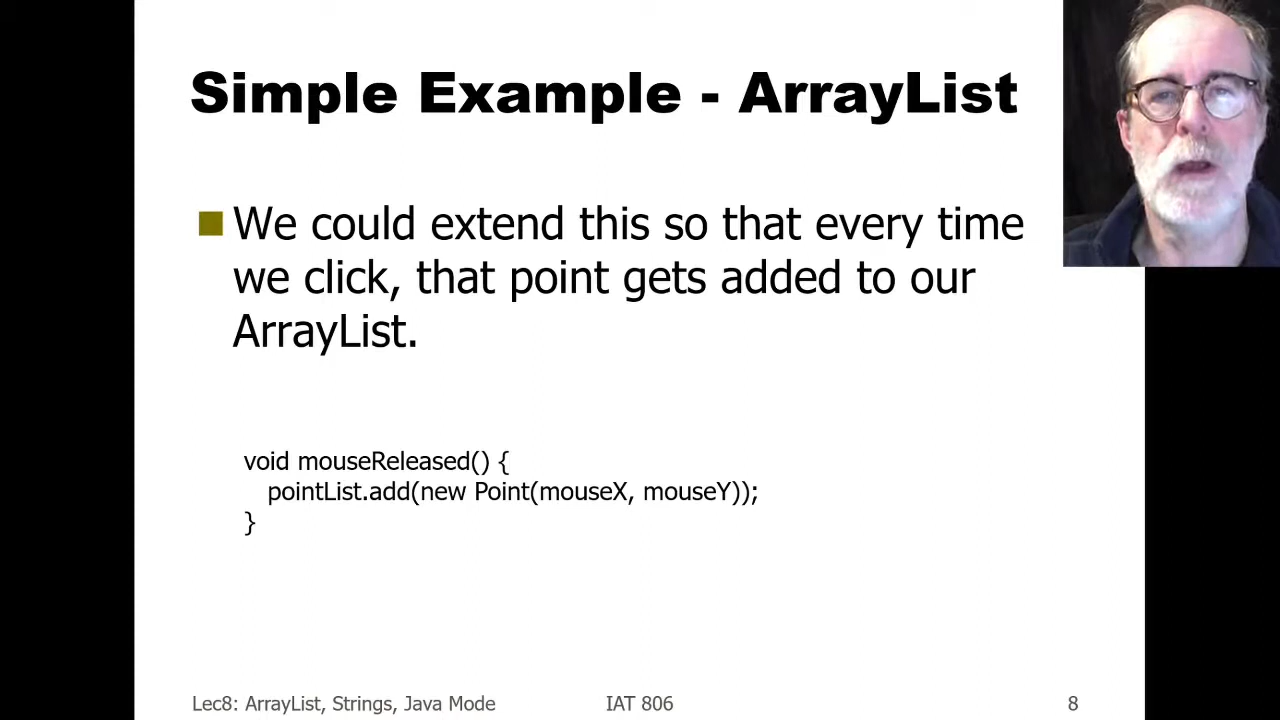 Simple Example - ArrayList
We could extend this so that every time
we click, that point gets added to our
ArrayList.
void mouseReleased() {
pointList.add(new Point(mouseX, mouseY));
}
Lec8: ArrayList, Strings, Java Mode IAT 806 8